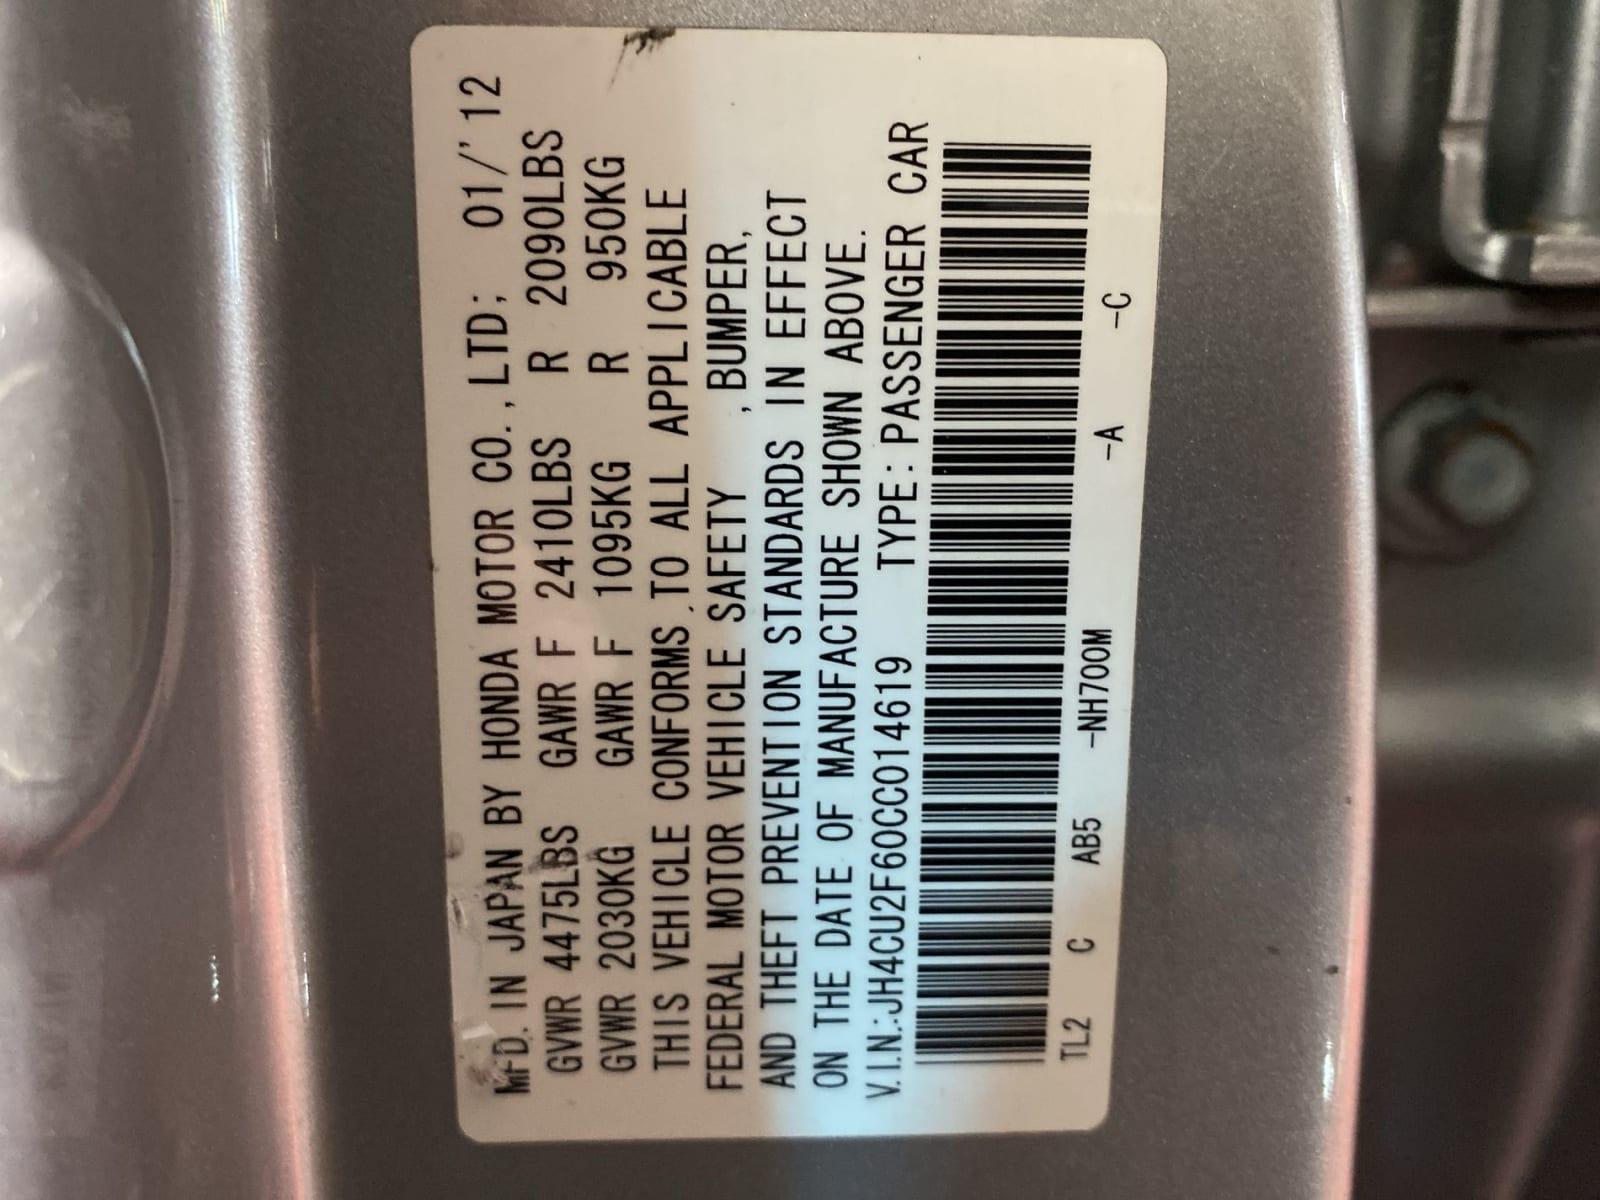 MFD. IN JAPAN BY HONDA MOTOR CO., LTD; 01/'12
GVWR 4475LBS GAWR F 2410LBS R 2090LBS
GVWR 2030KG GAWR F 1095KG R 950KG
THIS VEHICLE CONFORMS TO ALL APPLICABLE
FEDERAL MOTOR VEHICLE SAFETY , BUMPER,
AND THEFT PREVENTION STANDARDS IN EFFECT
ON THE DATE OF MANUFACTURE SHOWN ABOVE.
V.I.N.:JH4CU2F60CC014619 TYPE:PASSENGER CAR
TL2 C AB5 -NH700M -A -C